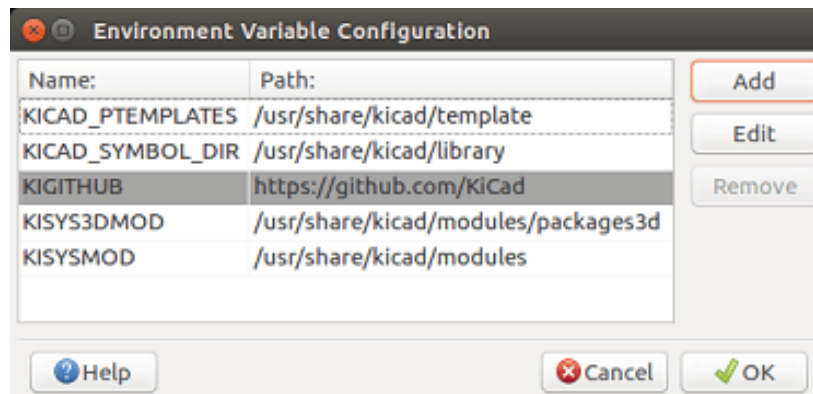 Environment Variable Configuration
Name: Path:
KICAD_PTEMPLATES /usr/share/kicad/template
KICAD_SYMBOL_DIR /usr/share/kicad/library
KIGITHUB https://github.com/KiCad
KISYS3DMOD /usr/share/kicad/modules/packages3d
KISYSMOD /usr/share/kicad/modules
Add
Edit
Remove
Help Cancel OK